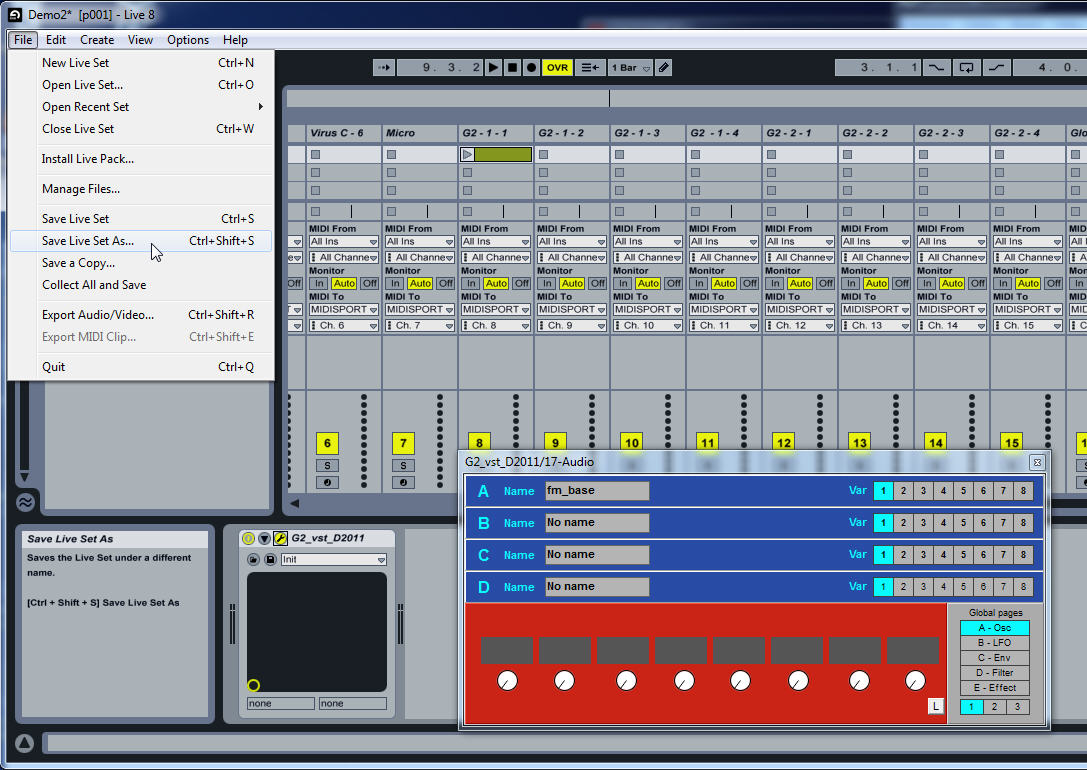 Demo2* [p001] - Live 8
File Edit Create View Options Help
New Live Set Ctrl+N
Open Live Set... Ctrl+O
Open Recent Set
Close Live Set Ctrl+W
Install Live Pack...
Manage Files...
Save Live Set Ctrl+S
Save Live Set As... Ctrl+Shift+S
Save a Copy...
Collect All and Save
Export Audio/Video... Ctrl+Shift+R
Export MIDI Clip... Ctrl+Shift+E
Quit Ctrl+Q
9. 3. 2 OVR 1 Bar 3. 1. 1 4. 0.
Virus C - 6 Micro G2 - 1 - 1 G2 - 1 - 2 G2 - 1 - 3 G2 - 1 - 4 G2 - 2 - 1 G2 - 2 - 2 G2 - 2 - 3 G2 - 2 - 4 Glo
MIDI From MIDI From MIDI From MIDI From MIDI From MIDI From MIDI From MIDI From MIDI From MIDI From MIDI
All Ins All Ins All Ins All Ins All Ins All Ins All Ins All Ins All Ins All Ins All In
All Channe All Channe All Channe All Channe All Channe All Channe All Channe All Channe All Channe All Channe
Monitor Monitor Monitor Monitor Monitor Monitor Monitor Monitor Monitor Monitor
Off In Auto Off In Auto Off In Auto Off In Auto Off In Auto Off In Auto Off In Auto Off In Auto Off In Auto Off In Auto Off In
MIDI To MIDI To MIDI To MIDI To MIDI To MIDI To MIDI To MIDI To MIDI To MIDI To MIDI
MIDISPORT MIDISPORT MIDISPORT MIDISPORT MIDISPORT MIDISPORT MIDISPORT MIDISPORT MIDISPORT MIDISPORT
Ch. 6 Ch. 7 Ch. 8 Ch. 9 Ch. 10 Ch. 11 Ch. 12 Ch. 13 Ch. 14 Ch. 15
6 7 8 9 10 11 12 13 14 15
S S
G2_vst_D2011/17-Audio
A Name fm_base Var 1 2 3 4 5 6 7 8
B Name No name Var 1 2 3 4 5 6 7 8
C Name No name Var 1 2 3 4 5 6 7 8
D Name No name Var 1 2 3 4 5 6 7 8
Global pages
A - Osc
B - LFO
C - Env
D - Filter
E - Effect
1 2 3
L
Save Live Set As
Saves the Live Set under a different
name.
[Ctrl + Shift + S] Save Live Set As
G2_vst_D2011
Init
none none